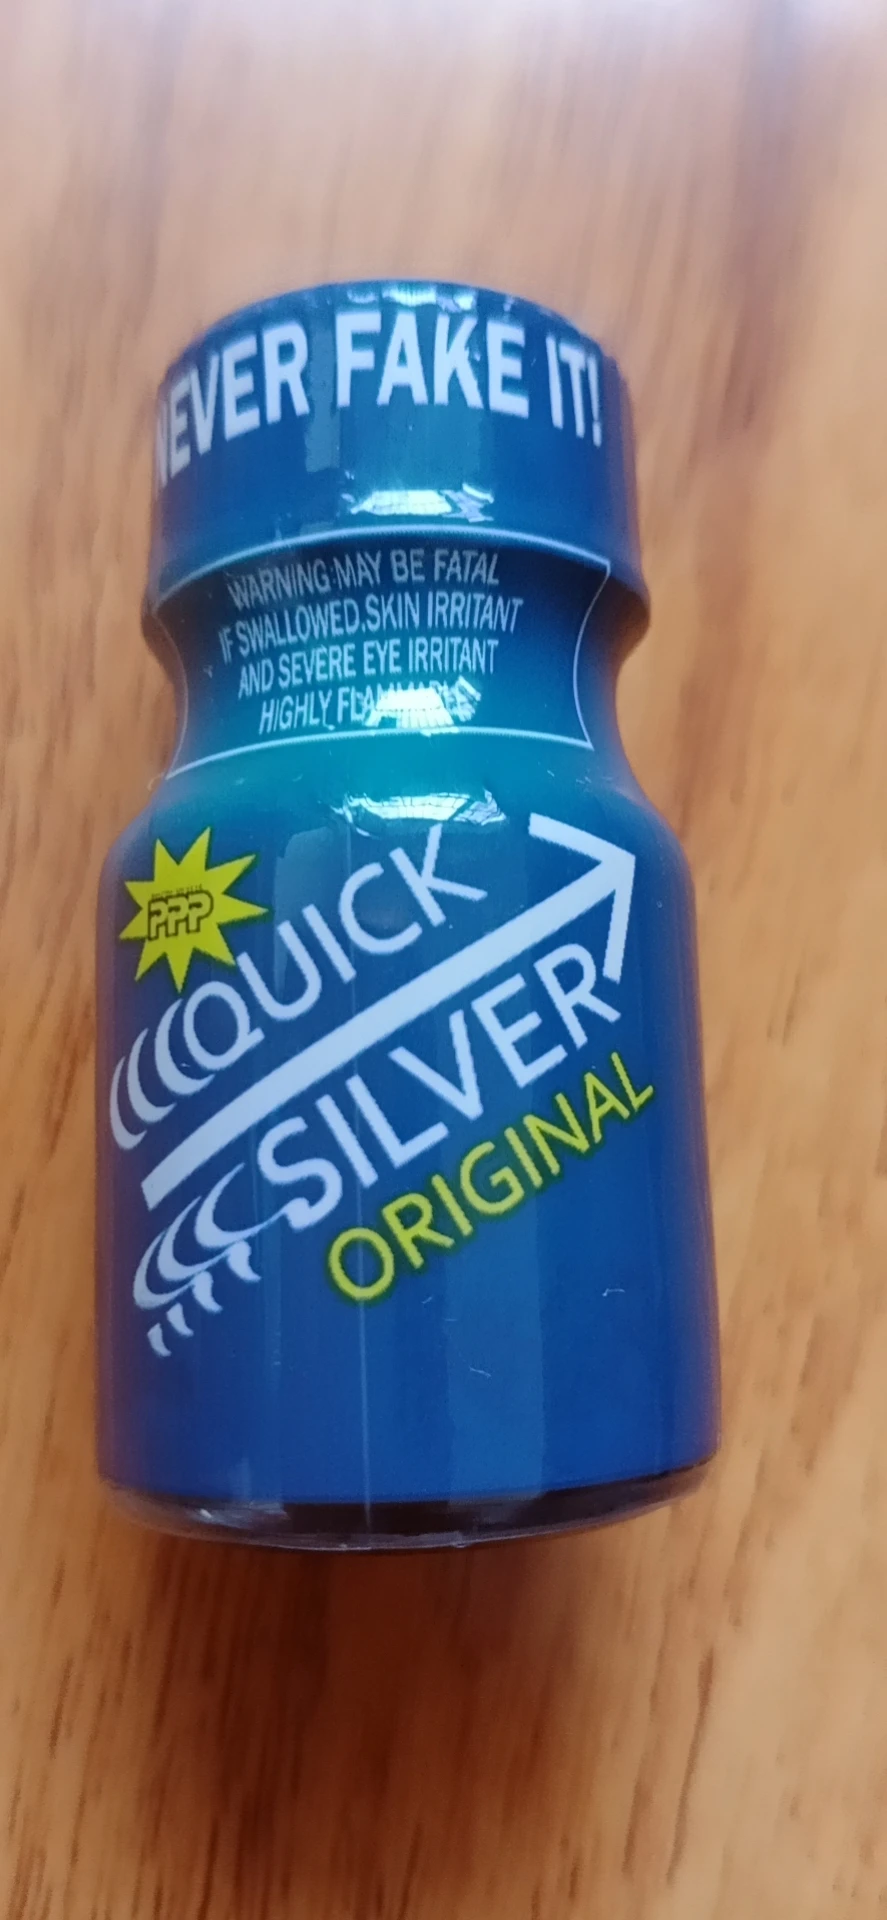 NEVER FAKE IT!
WARNING:MAY BE FATAL
IF SWALLOWED,SKIN IRRITANT
AND SEVERE EYE IRRITANT
HIGHLY FLAMMABLE
PPP
QUICK
SILVER
ORIGINAL